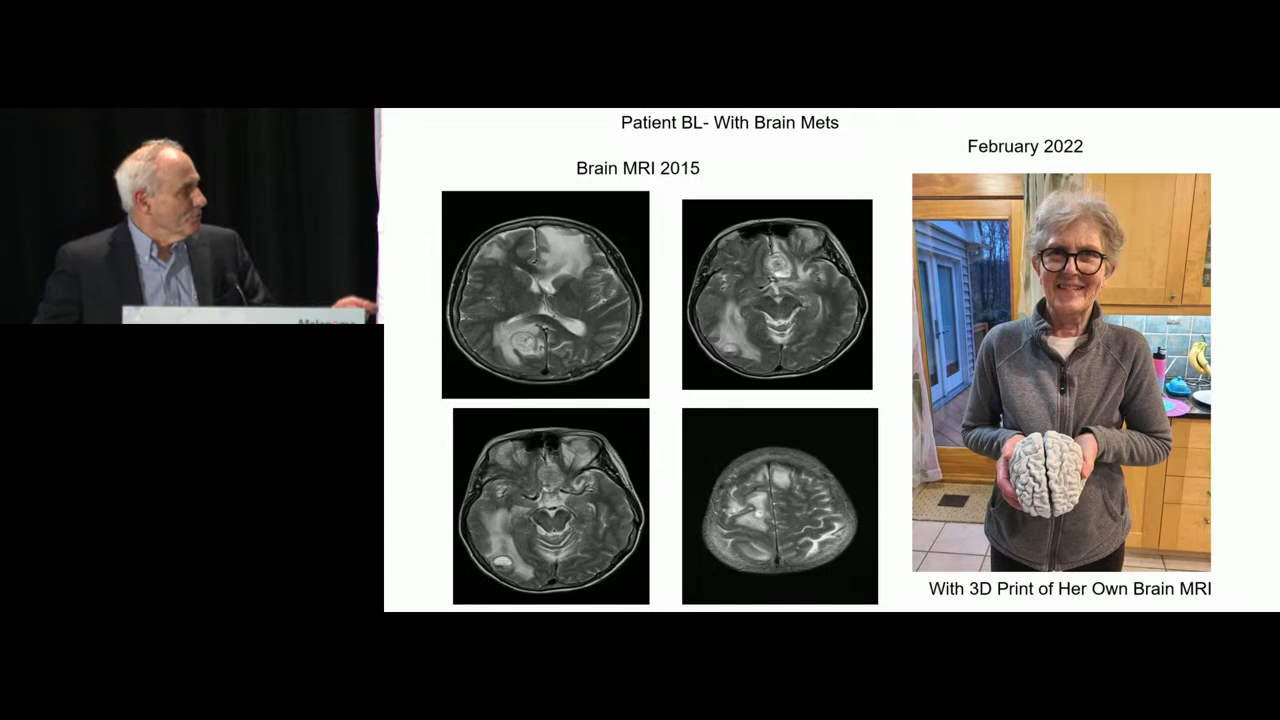 Patient BL- With Brain Mets
February 2022
Brain MRI 2015
With 3D Print of Her Own Brain MRI